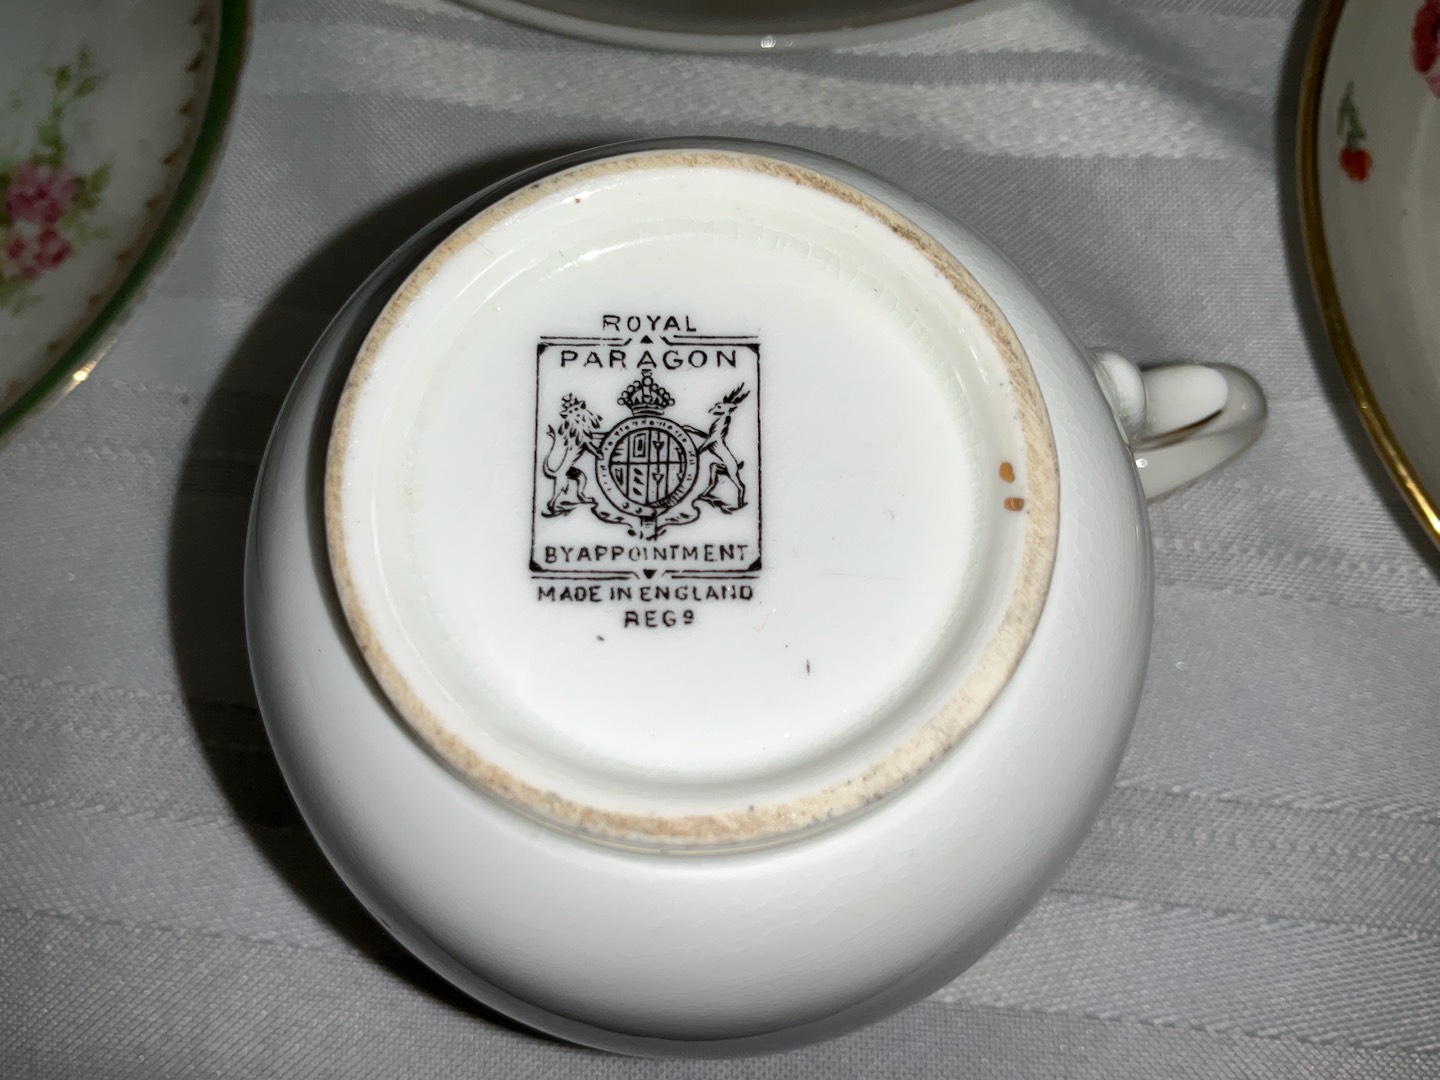 ROYAL
PARAGON
BY APPOINTMENT
MADE IN ENGLAND
REGD